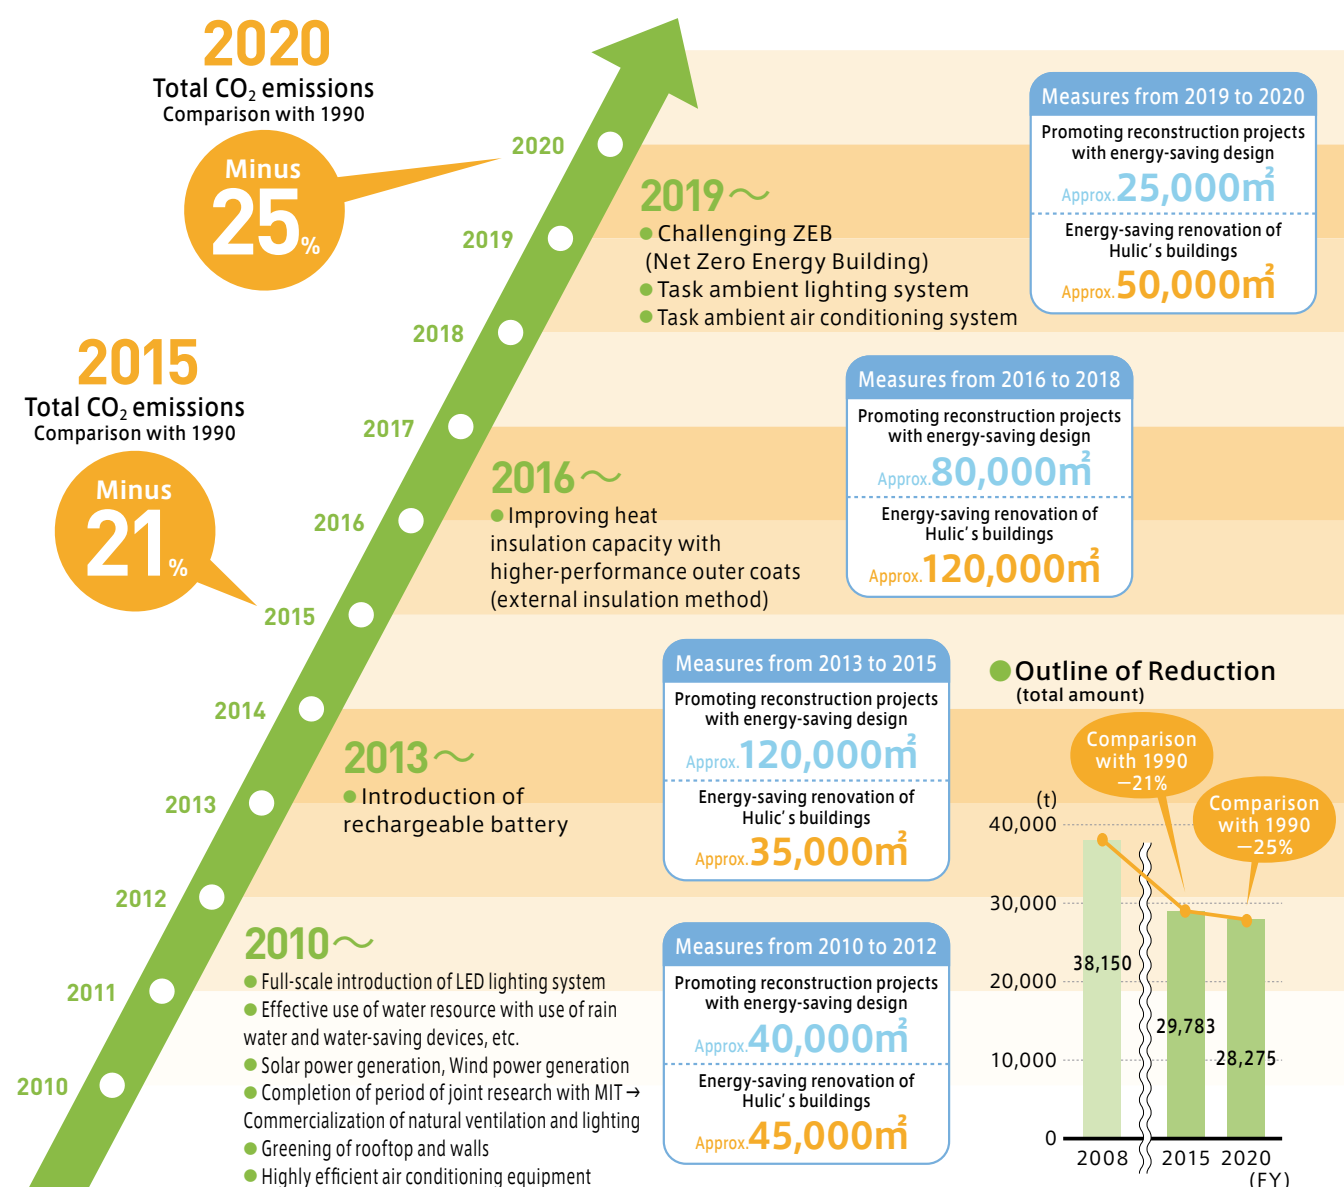 2020
Total CO₂ emissions
Comparison with 1990
Minus
25%
2015
Total CO₂ emissions
Comparison with 1990
Minus
21%
2020
2019
2018
2017
2016
2015
2014
2013
2012
2011
2010
2019～
● Challenging ZEB
(Net Zero Energy Building)
● Task ambient lighting system
● Task ambient air conditioning system
Measures from 2019 to 2020
Promoting reconstruction projects
with energy-saving design
Approx.25,000㎡
Energy-saving renovation of
Hulic's buildings
Approx.50,000㎡
2016～
● Improving heat
insulation capacity with
higher-performance outer coats
(external insulation method)
Measures from 2016 to 2018
Promoting reconstruction projects
with energy-saving design
Approx.80,000㎡
Energy-saving renovation of
Hulic's buildings
Approx.120,000㎡
2013～
● Introduction of
rechargeable battery
Measures from 2013 to 2015
Promoting reconstruction projects
with energy-saving design
Approx.120,000㎡
Energy-saving renovation of
Hulic's buildings
Approx.35,000㎡
2010～
● Full-scale introduction of LED lighting system
● Effective use of water resource with use of rain
water and water-saving devices, etc.
● Solar power generation, Wind power generation
● Completion of period of joint research with MIT →
Commercialization of natural ventilation and lighting
● Greening of rooftop and walls
● Highly efficient air conditioning equipment
Measures from 2010 to 2012
Promoting reconstruction projects
with energy-saving design
Approx.40,000㎡
Energy-saving renovation of
Hulic's buildings
Approx.45,000㎡
● Outline of Reduction
(total amount)
Comparison
with 1990
−21%
Comparison
with 1990
−25%
(t)
40,000
30,000
20,000
10,000
0
38,150
29,783
28,275
2008
2015
2020
(FY)